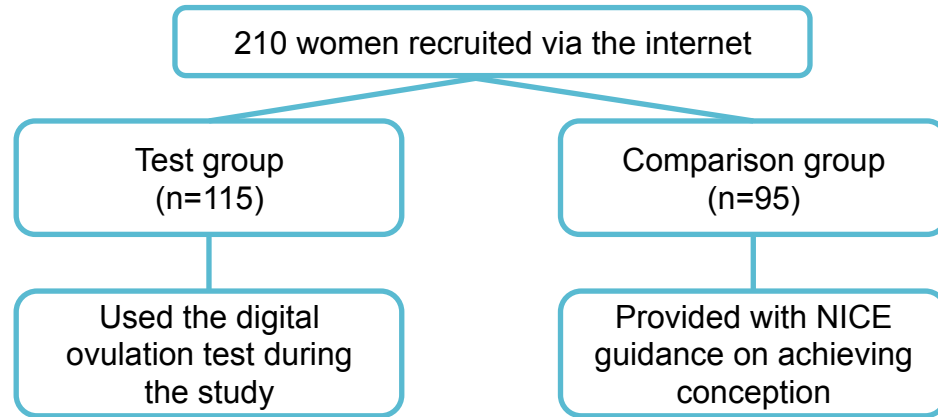 210 women recruited via the internet
Test group
(n=115)
Comparison group
(n=95)
Used the digital
ovulation test during
the study
Provided with NICE
guidance on achieving
conception